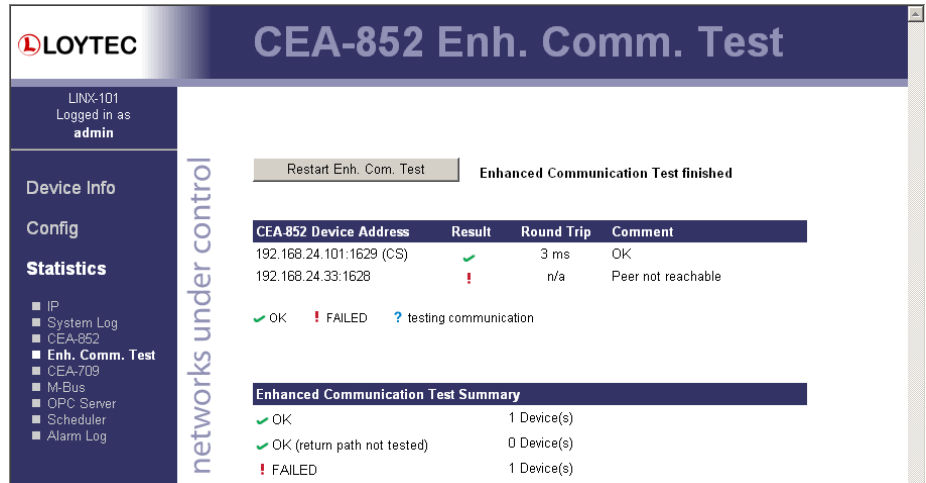 LOYTEC
CEA-852 Enh. Comm. Test
LINX-101
Logged in as
admin
Device Info
Config
Statistics
IP
System Log
CEA-852
Enh. Comm. Test
CEA-709
M-Bus
OPC Server
Scheduler
Alarm Log
networks under control
Restart Enh. Com. Test Enhanced Communication Test finished
CEA-852 Device Address Result Round Trip Comment
192.168.24.101:1629 (CS) 3 ms OK
192.168.24.33:1628 ! n/a Peer not reachable
OK ! FAILED ? testing communication
Enhanced Communication Test Summary
OK 1 Device(s)
OK (return path not tested) 0 Device(s)
! FAILED 1 Device(s)